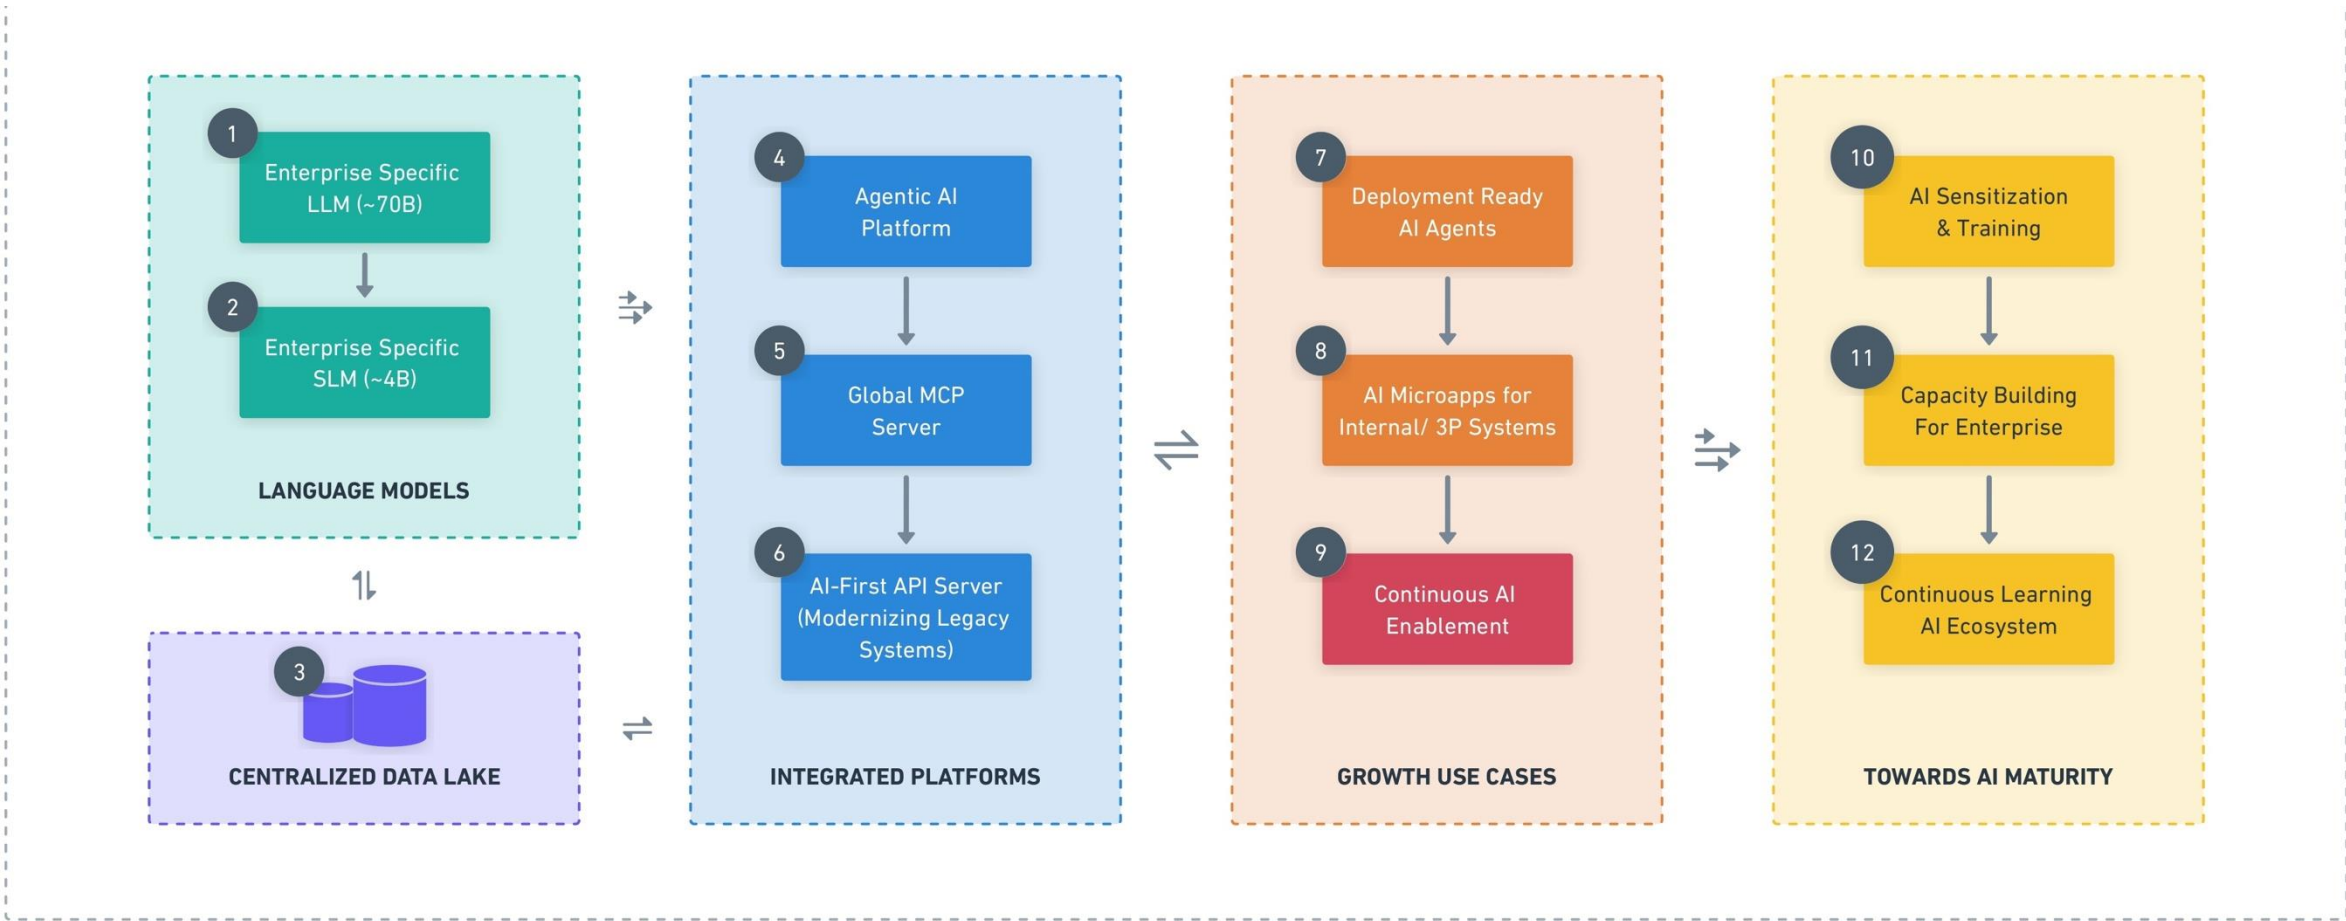 1
Enterprise Specific
LLM (~70B)
2
Enterprise Specific
SLM (~4B)
LANGUAGE MODELS
3
CENTRALIZED DATA LAKE
4
Agentic AI
Platform
5
Global MCP
Server
6
AI-First API Server
(Modernizing Legacy
Systems)
INTEGRATED PLATFORMS
7
Deployment Ready
AI Agents
8
AI Microapps for
Internal/ 3P Systems
9
Continuous AI
Enablement
GROWTH USE CASES
10
AI Sensitization
& Training
11
Capacity Building
For Enterprise
12
Continuous Learning
AI Ecosystem
TOWARDS AI MATURITY